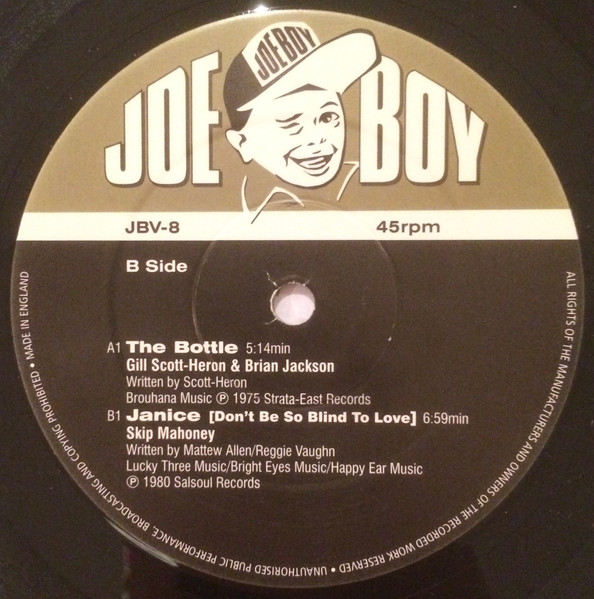 JOEBOY
JOE BOY
JBV-8 45rpm
B Side
A1 The Bottle 5:14min
Gill Scott-Heron & Brian Jackson
Written by Scott-Heron
Brouhana Music ℗ 1975 Strata-East Records
B1 Janice [Don't Be So Blind To Love] 6:59min
Skip Mahoney
Written by Mattew Allen/Reggie Vaughn
Lucky Three Music/Bright Eyes Music/Happy Ear Music
℗ 1980 Salsoul Records
ALL RIGHTS OF THE MANUFACTURERS AND OWNERS OF THE RECORDED WORK RESERVED • UNAUTHORISED PUBLIC PERFORMANCE, BROADCASTING AND COPYING PROHIBITED • MADE IN ENGLAND